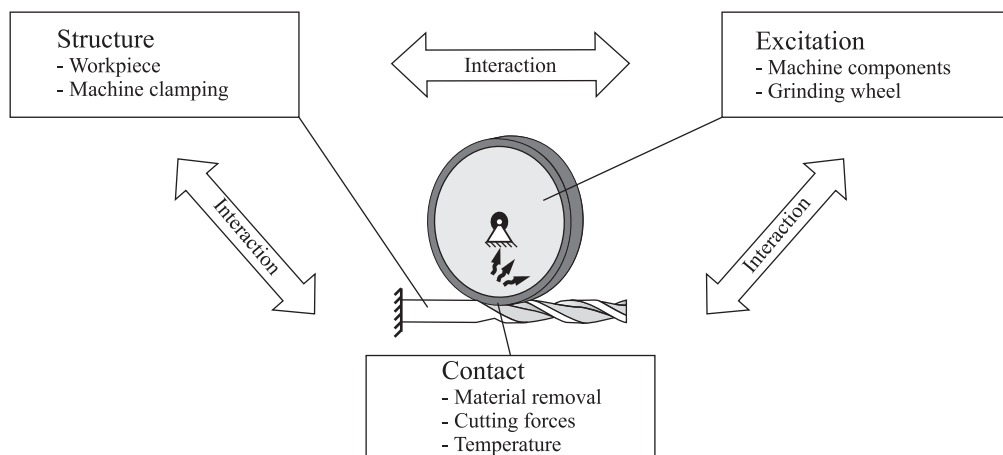 Structure
- Workpiece
- Machine clamping
Interaction
Excitation
- Machine components
- Grinding wheel
Interaction
Interaction
Contact
- Material removal
- Cutting forces
- Temperature